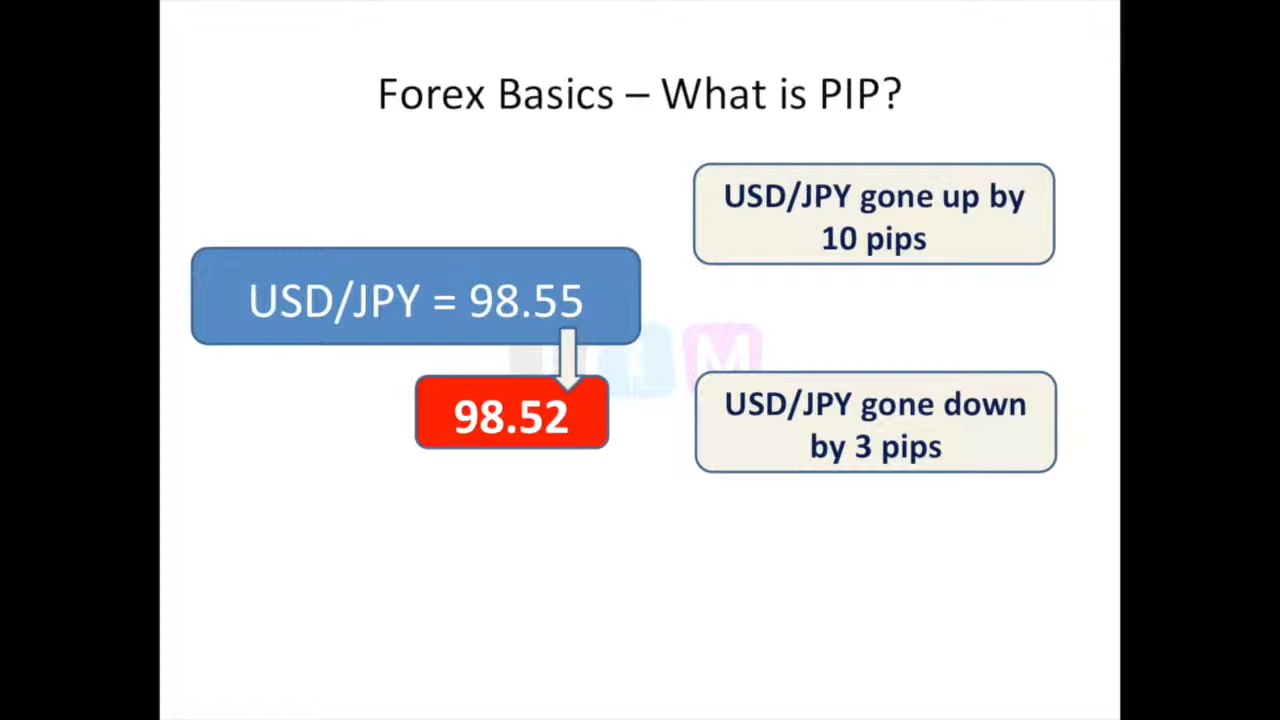 Forex Basics – What is PIP?
USD/JPY gone up by
10 pips
USD/JPY = 98.55
98.52
USD/JPY gone down
by 3 pips
M